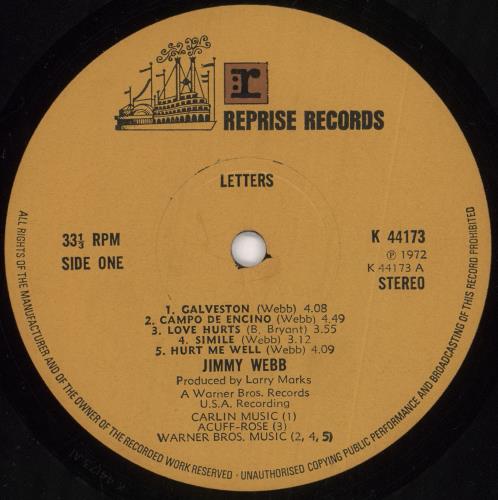 r
REPRISE RECORDS
LETTERS
33⅓ RPM
SIDE ONE
K 44173
℗ 1972
K 44173 A
STEREO
1. GALVESTON (Webb) 4.08
2. CAMPO DE ENCINO (Webb) 4.49
3. LOVE HURTS (B. Bryant) 3.55
4. SIMILE (Webb) 3.12
5. HURT ME WELL (Webb) 4.09
JIMMY WEBB
Produced by Larry Marks
A Warner Bros. Records
U.S.A. Recording
CARLIN MUSIC (1)
ACUFF-ROSE (3)
WARNER BROS. MUSIC (2, 4, 5)
ALL RIGHTS OF THE MANUFACTURER AND OF THE OWNER OF THE RECORDED WORK RESERVED · UNAUTHORISED COPYING PUBLIC PERFORMANCE AND BROADCASTING OF THIS RECORD PROHIBITED